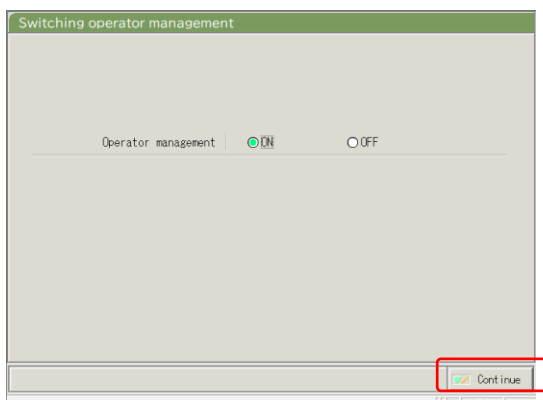 Switching operator management
Operator management ON OFF
Continue